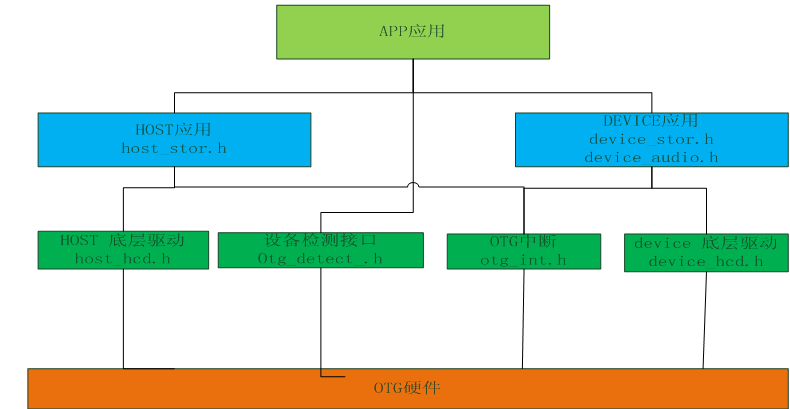 APP应用
HOST应用
host_stor.h
DEVICE应用
device_stor.h
device_audio.h
HOST 底层驱动
host_hcd.h
设备检测接口
Otg_detect_.h
OTG中断
otg_int.h
device 底层驱动
device_hcd.h
OTG硬件